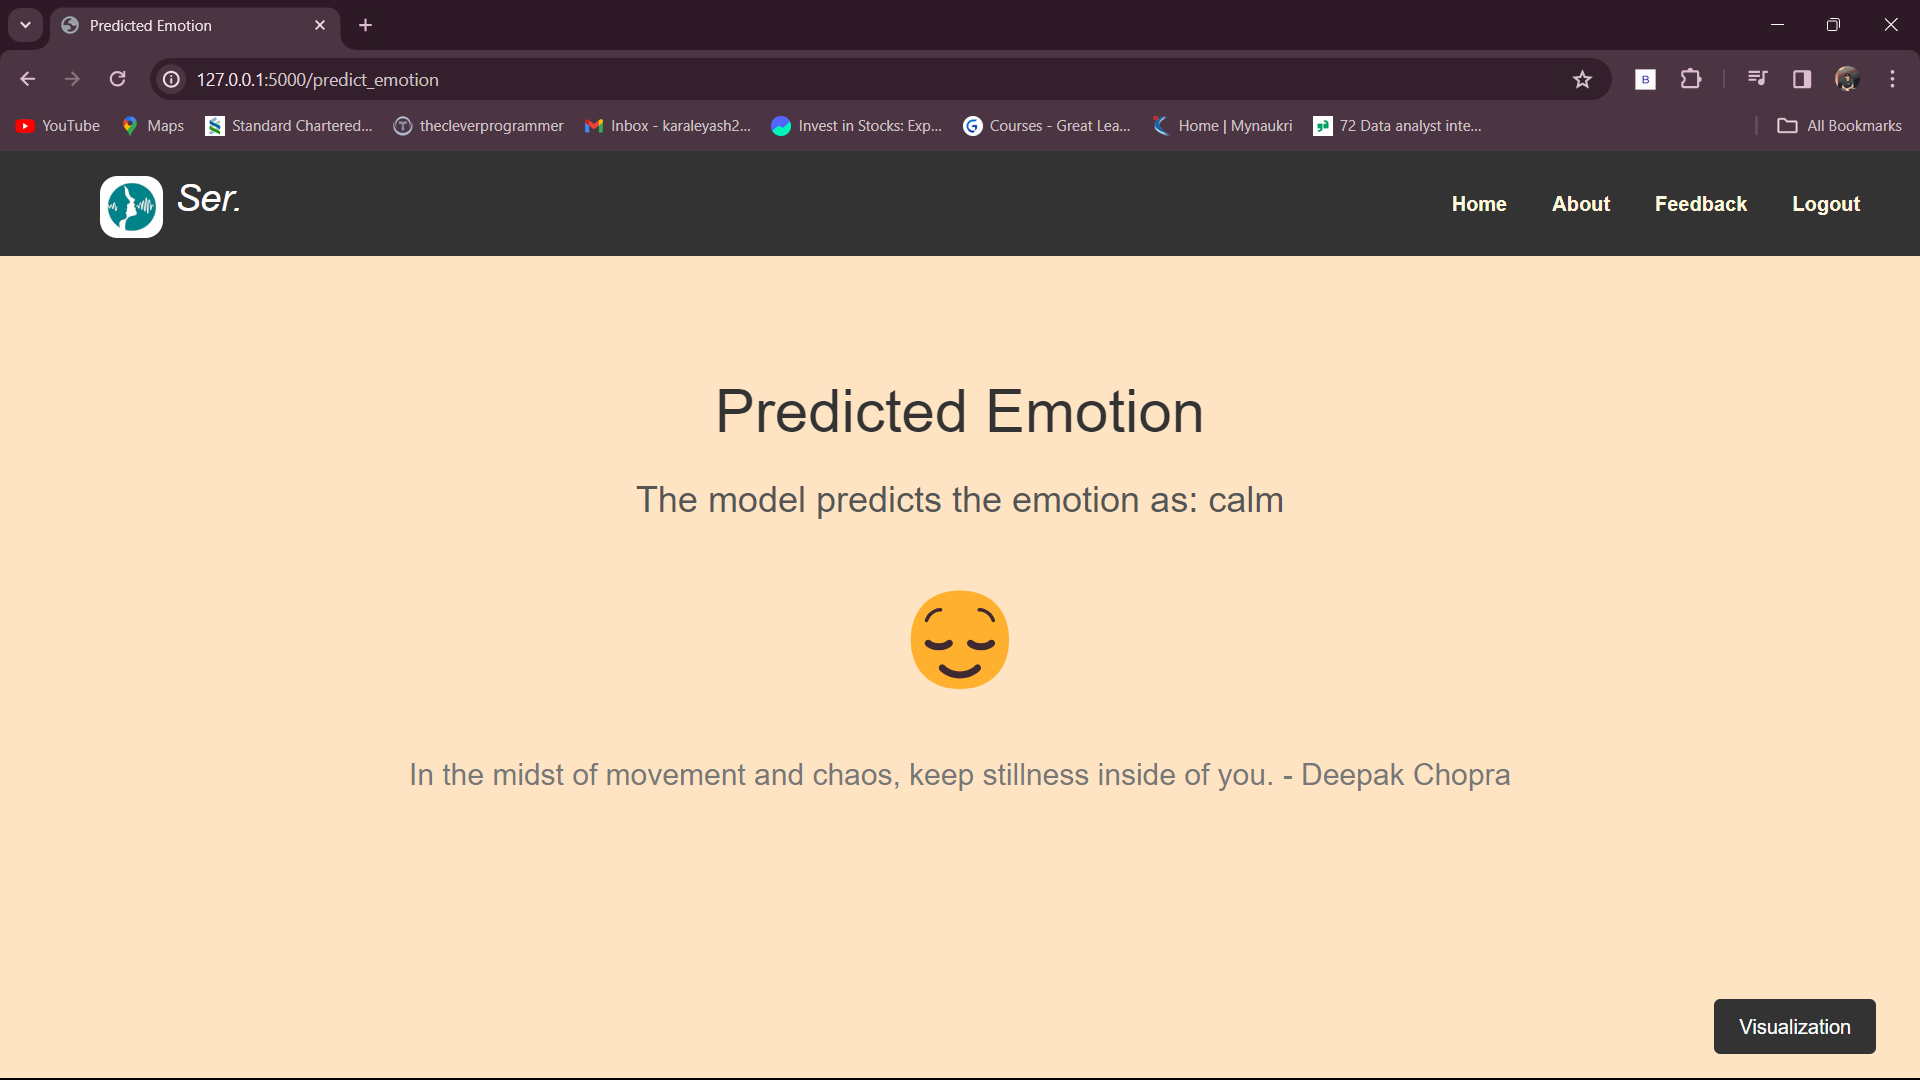 Predicted Emotion
127.0.0.1:5000/predict_emotion
B
YouTube Maps Standard Chartered... thecleverprogrammer Inbox - karaleyash2... Invest in Stocks: Exp... Courses - Great Lea... Home | Mynaukri 72 Data analyst inte... All Bookmarks
Ser.
Home About Feedback Logout
Predicted Emotion
The model predicts the emotion as: calm
In the midst of movement and chaos, keep stillness inside of you. - Deepak Chopra
Visualization